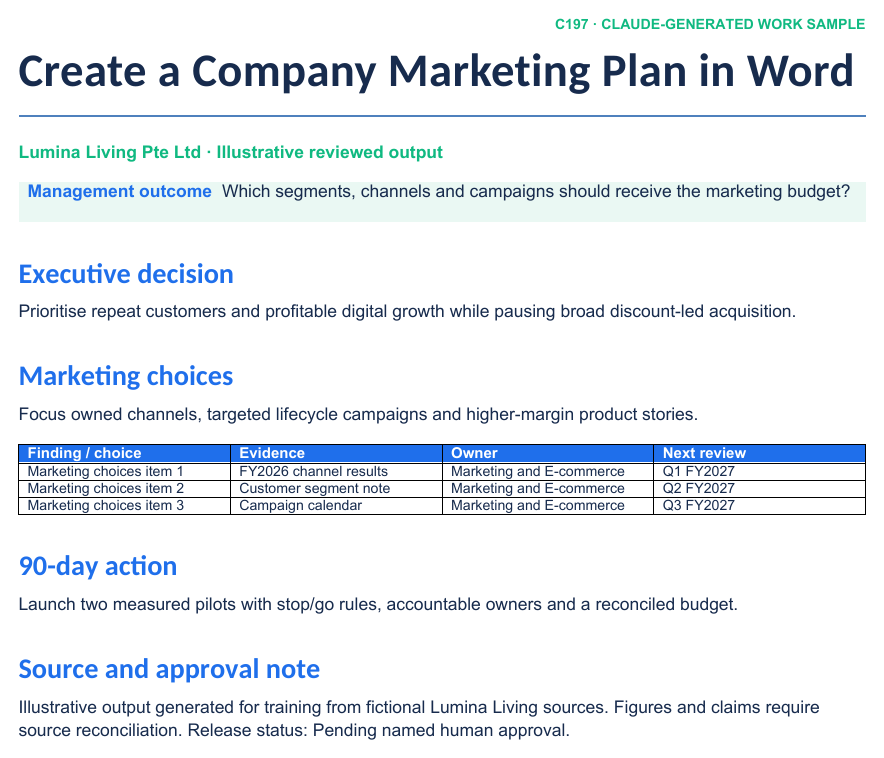 C197 · CLAUDE-GENERATED WORK SAMPLE
Create a Company Marketing Plan in Word
Lumina Living Pte Ltd · Illustrative reviewed output
Management outcome Which segments, channels and campaigns should receive the marketing budget?
Executive decision
Prioritise repeat customers and profitable digital growth while pausing broad discount-led acquisition.
Marketing choices
Focus owned channels, targeted lifecycle campaigns and higher-margin product stories.
Finding / choice Evidence Owner Next review
Marketing choices item 1 FY2026 channel results Marketing and E-commerce Q1 FY2027
Marketing choices item 2 Customer segment note Marketing and E-commerce Q2 FY2027
Marketing choices item 3 Campaign calendar Marketing and E-commerce Q3 FY2027
90-day action
Launch two measured pilots with stop/go rules, accountable owners and a reconciled budget.
Source and approval note
Illustrative output generated for training from fictional Lumina Living sources. Figures and claims require
source reconciliation. Release status: Pending named human approval.